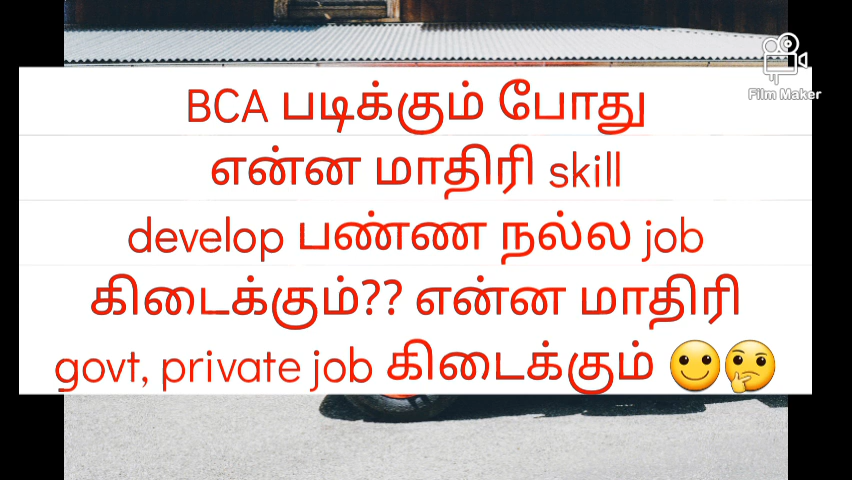 Film Maker
BCA படிக்கும் போது
என்ன மாதிரி skill
develop பண்ண நல்ல job
கிடைக்கும்?? என்ன மாதிரி
govt, private job கிடைக்கும் 🙂🤔